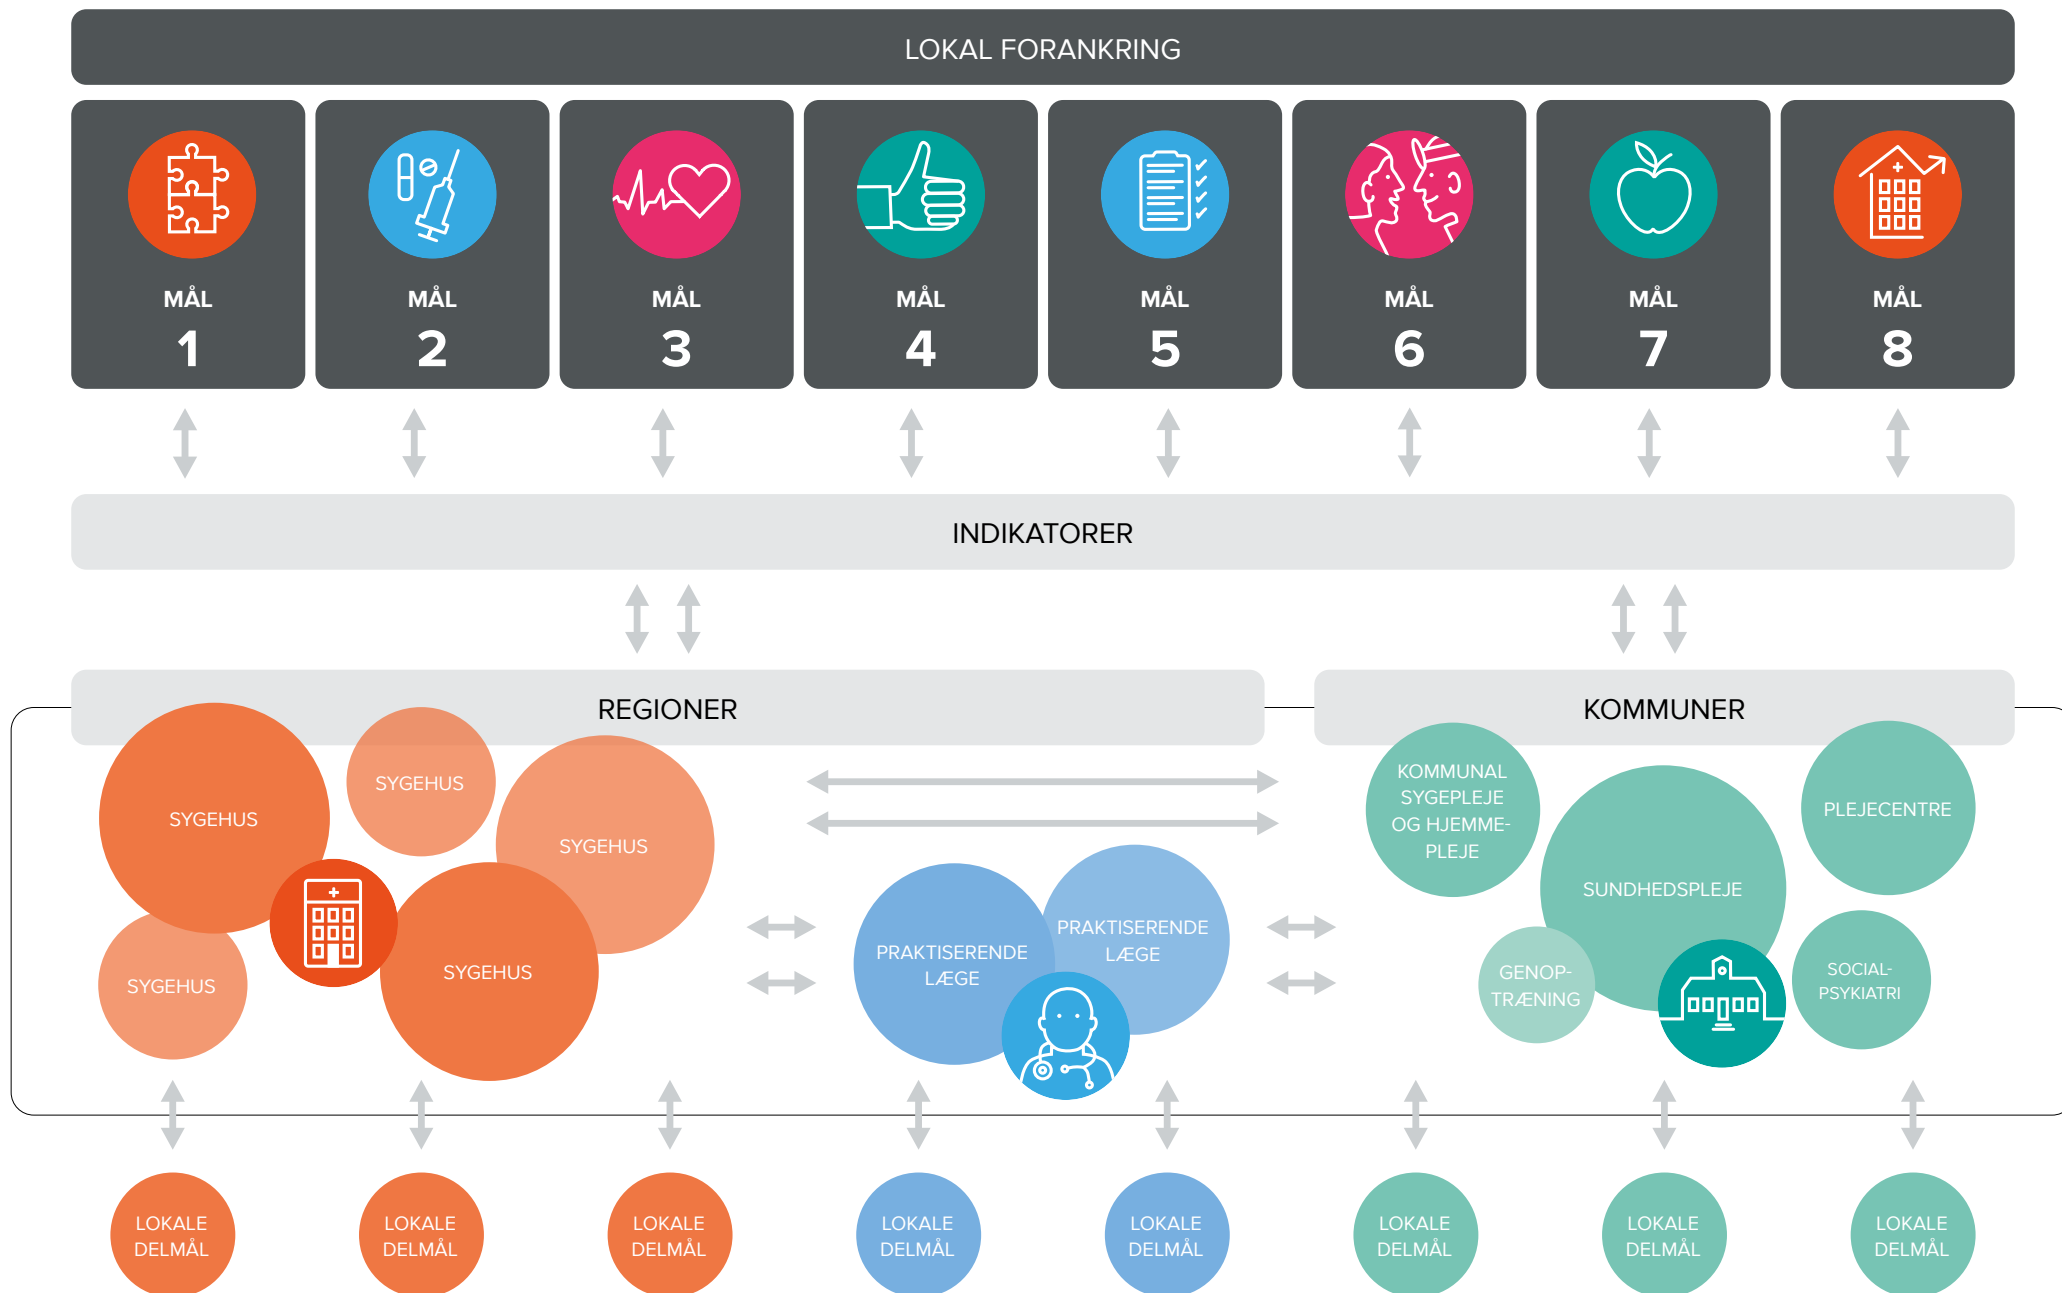 LOKAL FORANKRING
MÅL
1
MÅL
2
MÅL
3
MÅL
4
MÅL
5
MÅL
6
MÅL
7
MÅL
8
INDIKATORER
REGIONER
KOMMUNER
SYGEHUS
SYGEHUS
SYGEHUS
SYGEHUS
SYGEHUS
PRAKTISERENDE
LÆGE
PRAKTISERENDE
LÆGE
KOMMUNAL
SYGEPLEJE
OG HJEMME-
PLEJE
SUNDHEDSPLEJE
PLEJECENTRE
GENOP-
TRÆNING
SOCIAL-
PSYKIATRI
LOKALE
DELMÅL
LOKALE
DELMÅL
LOKALE
DELMÅL
LOKALE
DELMÅL
LOKALE
DELMÅL
LOKALE
DELMÅL
LOKALE
DELMÅL
LOKALE
DELMÅL